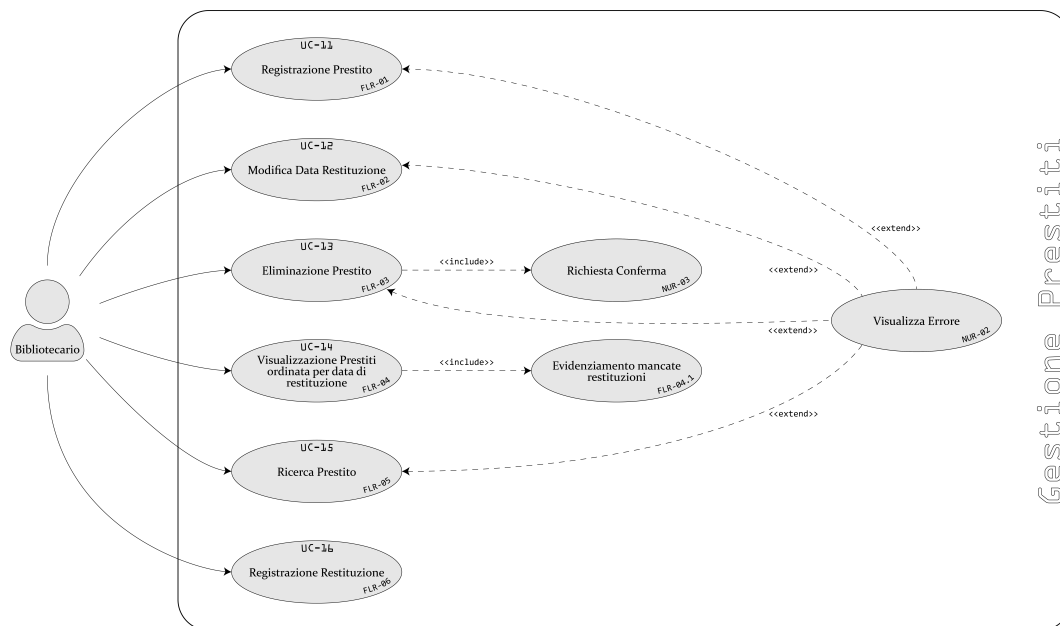 UC-11
Registrazione Prestito
FLR-01
UC-12
Modifica Data Restituzione
FLR-02
<<extend>>
UC-13
Eliminazione Prestito
FLR-03
<<include>>
Richiesta Conferma
NUR-03
<<extend>>
Visualizza Errore
NUR-02
<<extend>>
Bibliotecario
UC-14
Visualizzazione Prestiti
ordinata per data di
restituzione
FLR-04
<<include>>
Evidenziamento mancate
restituzioni
FLR-04.1
<<extend>>
UC-15
Ricerca Prestito
FLR-05
UC-16
Registrazione Restituzione
FLR-06
Gestione Prestiti